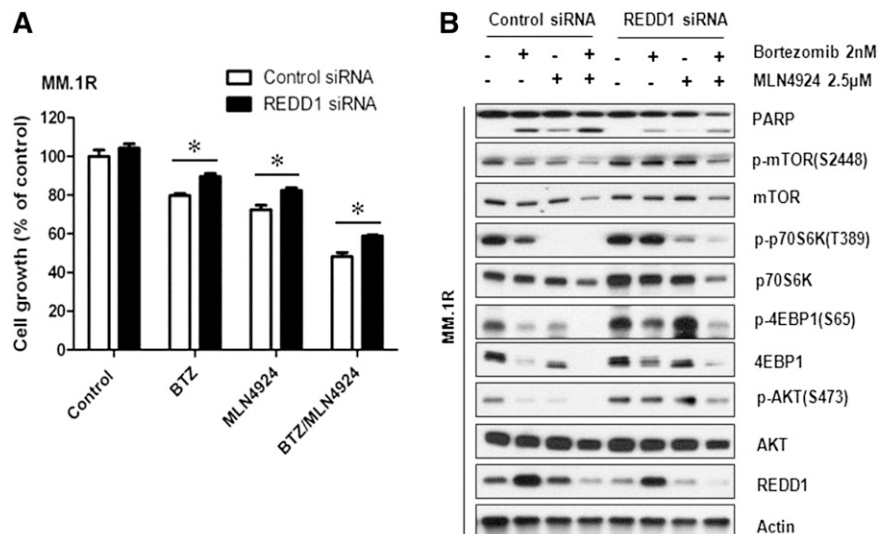 A
MM.1R
Control siRNA
REDD1 siRNA
Cell growth (% of control)
120
100
80
60
40
20
0
*
*
*
Control
BTZ
MLN4924
BTZ/MLN4924
B
Control siRNA REDD1 siRNA
- + - + - + - + Bortezomib 2nM
- - + + - - + + MLN4924 2.5μM
MM.1R
PARP
p-mTOR(S2448)
mTOR
p-p70S6K(T389)
p70S6K
p-4EBP1(S65)
4EBP1
p-AKT(S473)
AKT
REDD1
Actin